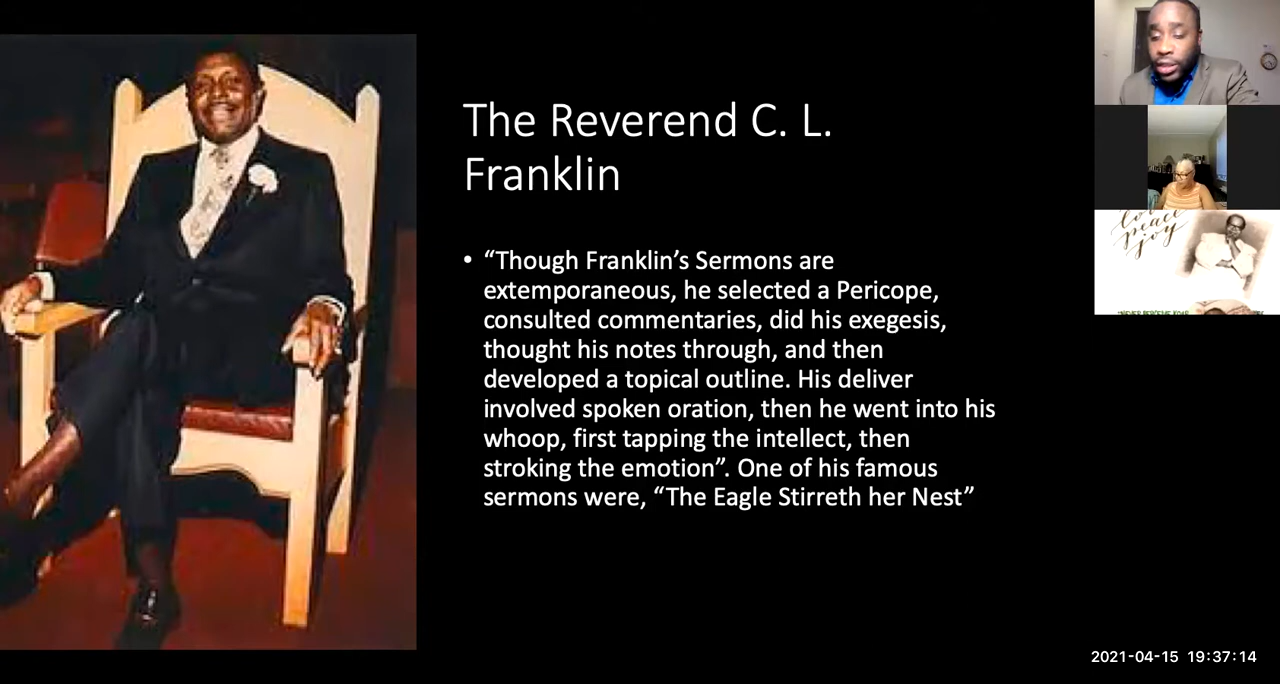 The Reverend C. L.
Franklin
• “Though Franklin’s Sermons are
extemporaneous, he selected a Pericope,
consulted commentaries, did his exegesis,
thought his notes through, and then
developed a topical outline. His deliver
involved spoken oration, then he went into his
whoop, first tapping the intellect, then
stroking the emotion”. One of his famous
sermons were, “The Eagle Stirreth her Nest”
love
peace
joy
2021-04-15 19:37:14